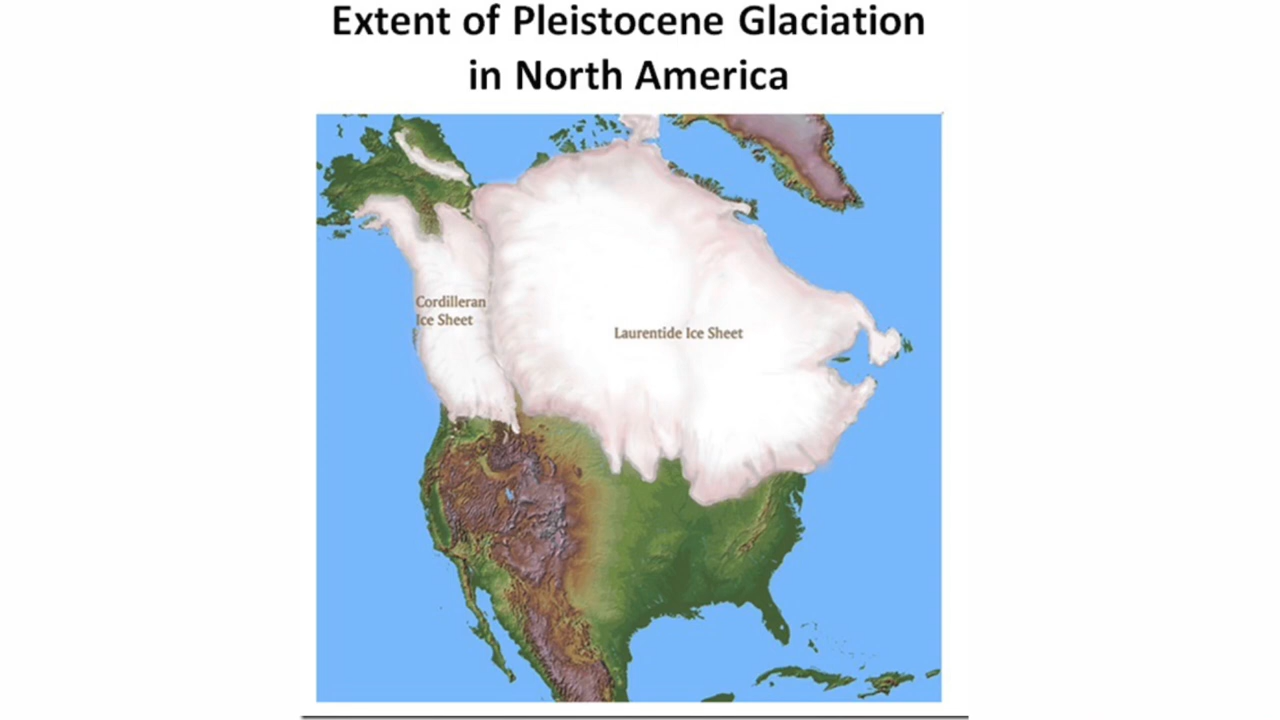 Extent of Pleistocene Glaciation
in North America
Cordilleran
Ice Sheet
Laurentide Ice Sheet